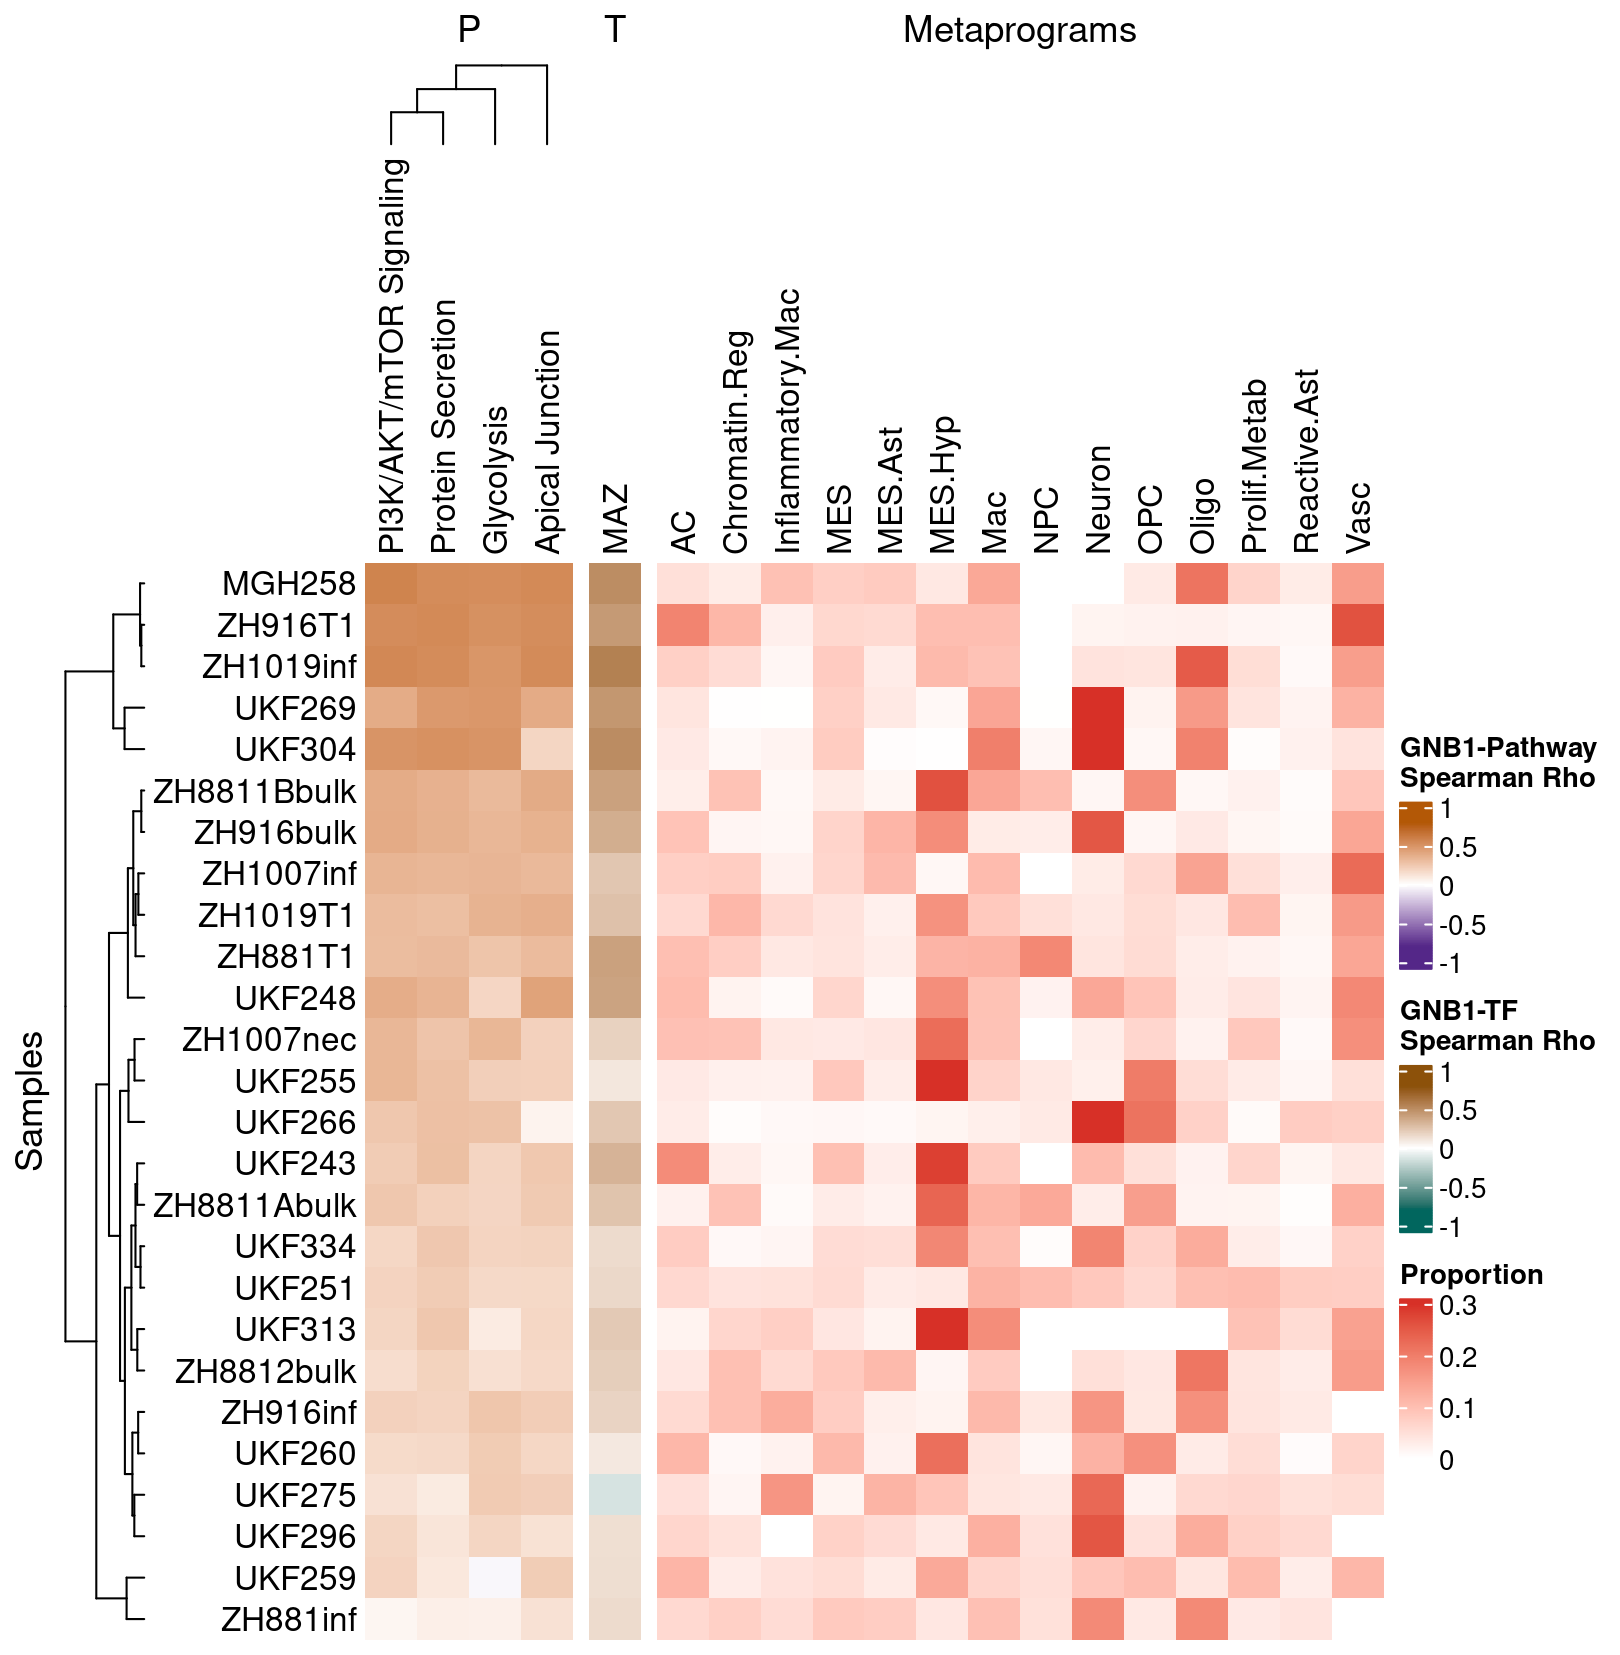 P
T
Metaprograms
PI3K/AKT/mTOR Signaling
Protein Secretion
Glycolysis
Apical Junction
MAZ
AC
Chromatin.Reg
Inflammatory.Mac
MES
MES.Ast
MES.Hyp
Mac
NPC
Neuron
OPC
Oligo
Prolif.Metab
Reactive.Ast
Vasc
Samples
MGH258
ZH916T1
ZH1019inf
UKF269
UKF304
ZH8811Bbulk
ZH916bulk
ZH1007inf
ZH1019T1
ZH881T1
UKF248
ZH1007nec
UKF255
UKF266
UKF243
ZH8811Abulk
UKF334
UKF251
UKF313
ZH8812bulk
ZH916inf
UKF260
UKF275
UKF296
UKF259
ZH881inf
GNB1-Pathway
Spearman Rho
1
0.5
0
-0.5
-1
GNB1-TF
Spearman Rho
1
0.5
0
-0.5
-1
Proportion
0.3
0.2
0.1
0